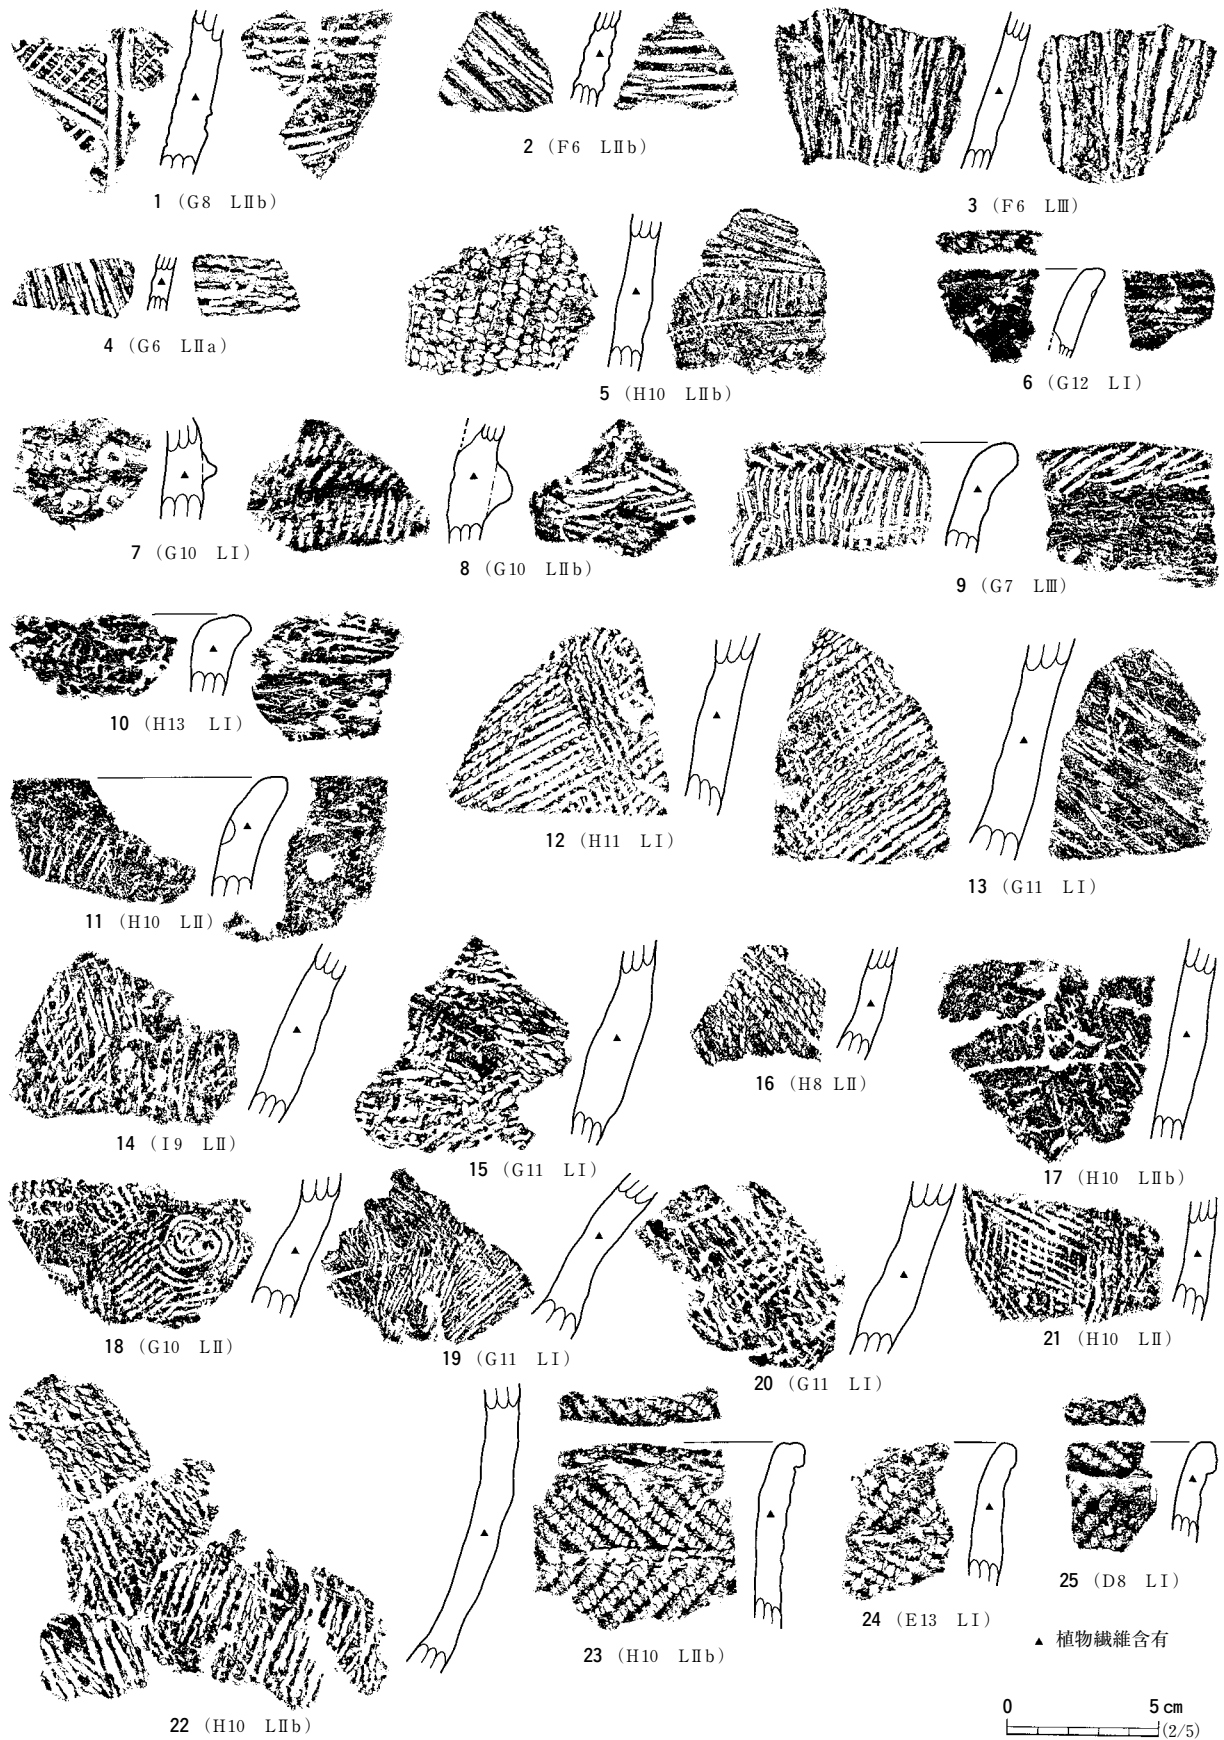 1 (G8 LⅡb)
2 (F6 LⅡb)
3 (F6 LⅢ)
4 (G6 LⅡa)
5 (H10 LⅡb)
6 (G12 LⅠ)
7 (G10 LⅠ)
8 (G10 LⅡb)
9 (G7 LⅢ)
10 (H13 LⅠ)
11 (H10 LⅡ)
12 (H11 LⅠ)
13 (G11 LⅠ)
14 (I9 LⅡ)
15 (G11 LⅠ)
16 (H8 LⅡ)
17 (H10 LⅡb)
18 (G10 LⅡ)
19 (G11 LⅠ)
20 (G11 LⅠ)
21 (H10 LⅡ)
22 (H10 LⅡb)
23 (H10 LⅡb)
24 (E13 LⅠ)
25 (D8 LⅠ)
▲ 植物繊維含有
0 5 cm
(2/5)